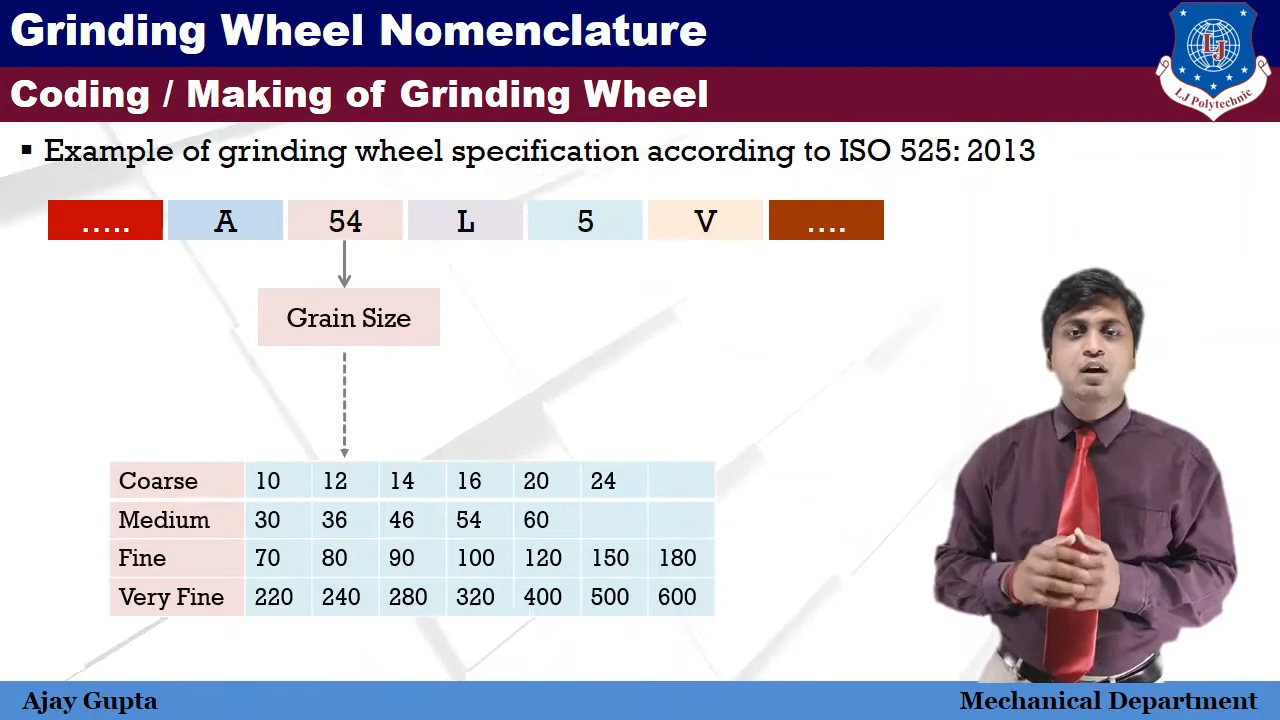 Grinding Wheel Nomenclature
Coding / Making of Grinding Wheel
LJ
LJ Polytechnic
▪ Example of grinding wheel specification according to ISO 525: 2013
..... A 54 L 5 V ....
Grain Size
Coarse 10 12 14 16 20 24
Medium 30 36 46 54 60
Fine 70 80 90 100 120 150 180
Very Fine 220 240 280 320 400 500 600
Ajay Gupta Mechanical Department